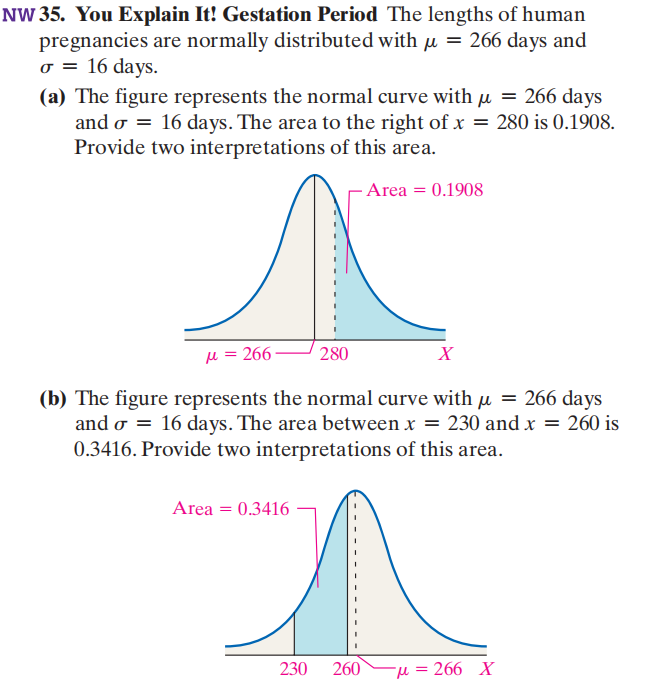 NW 35. You Explain It! Gestation Period The lengths of human
pregnancies are normally distributed with μ = 266 days and
σ = 16 days.
(a) The figure represents the normal curve with μ = 266 days
and σ = 16 days. The area to the right of x = 280 is 0.1908.
Provide two interpretations of this area.
Area = 0.1908
μ = 266 280 X
(b) The figure represents the normal curve with μ = 266 days
and σ = 16 days. The area between x = 230 and x = 260 is
0.3416. Provide two interpretations of this area.
Area = 0.3416
230 260 μ = 266 X